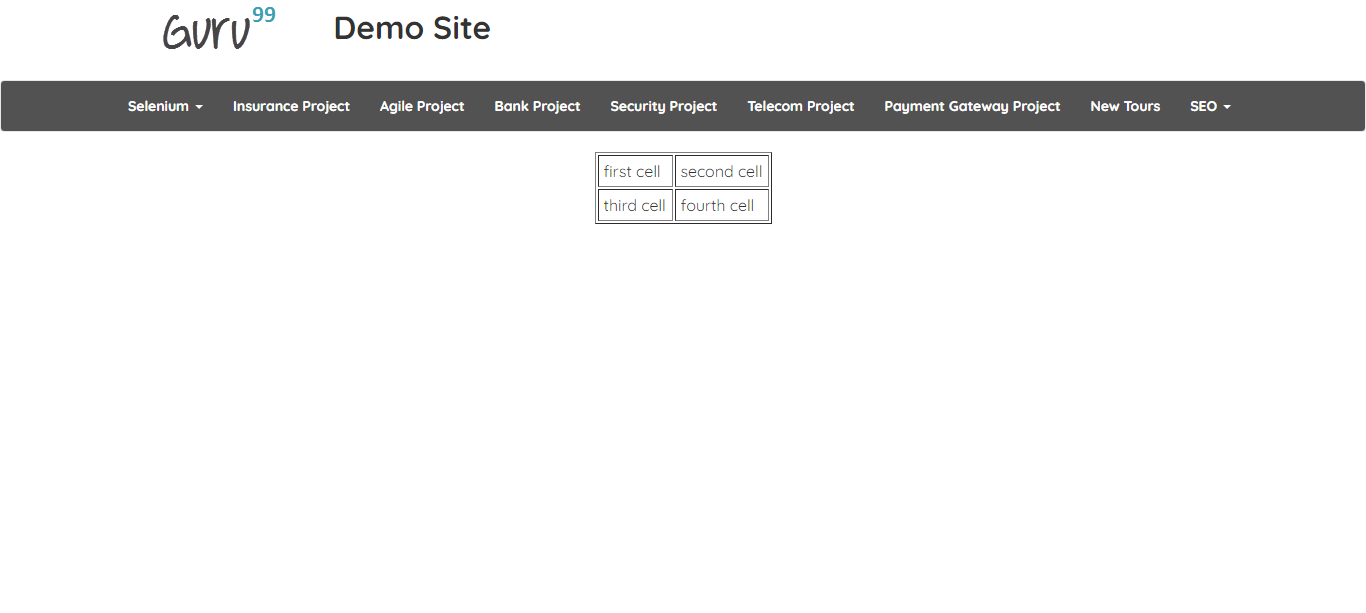 Guru99 Demo Site
Selenium Insurance Project Agile Project Bank Project Security Project Telecom Project Payment Gateway Project New Tours SEO
first cell second cell
third cell fourth cell